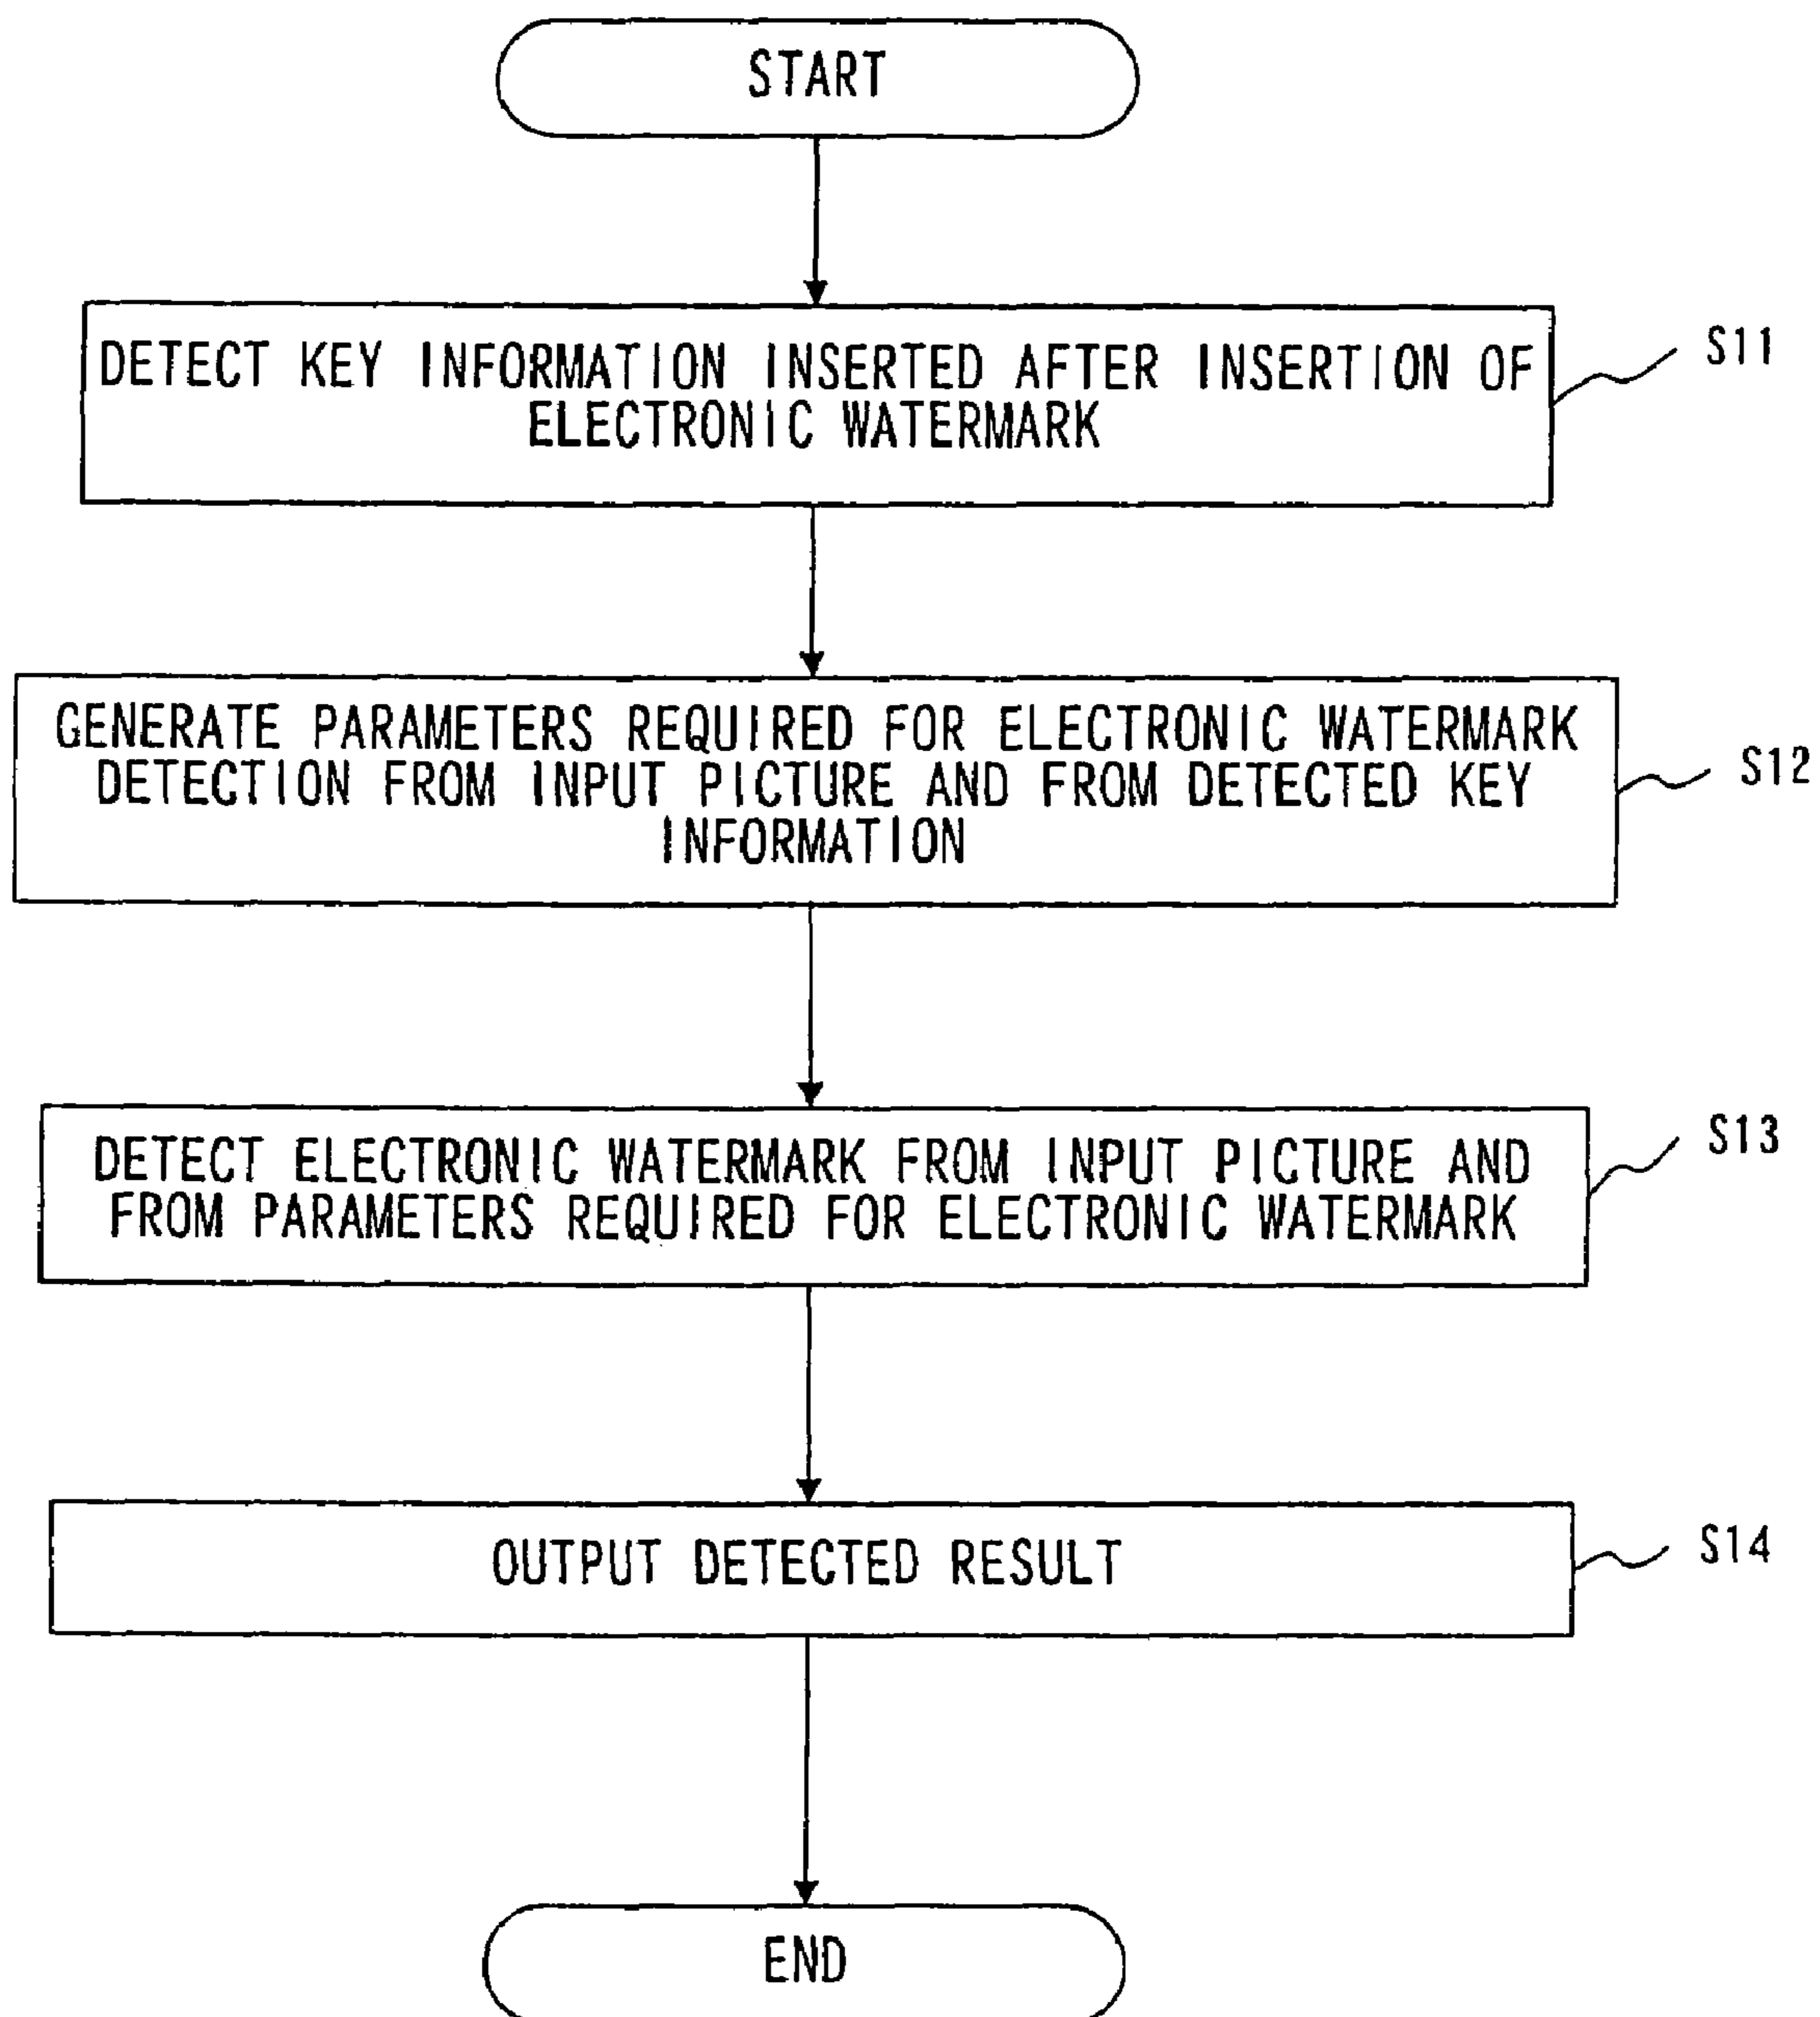 START
DETECT KEY INFORMATION INSERTED AFTER INSERTION OF
ELECTRONIC WATERMARK
S11
GENERATE PARAMETERS REQUIRED FOR ELECTRONIC WATERMARK
DETECTION FROM INPUT PICTURE AND FROM DETECTED KEY
INFORMATION
S12
DETECT ELECTRONIC WATERMARK FROM INPUT PICTURE AND
FROM PARAMETERS REQUIRED FOR ELECTRONIC WATERMARK
S13
OUTPUT DETECTED RESULT
S14
END